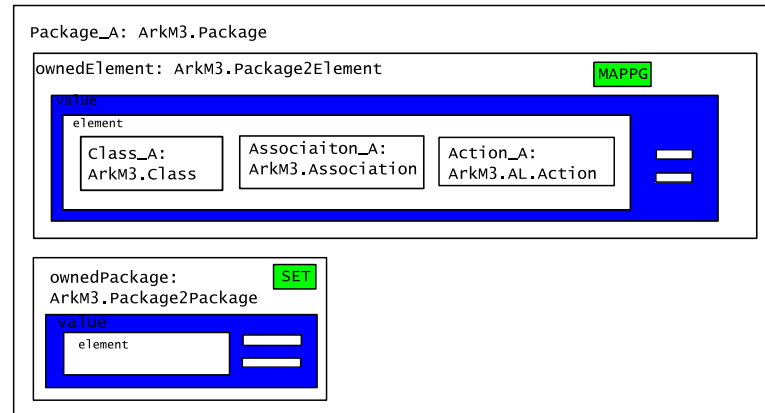 Package_A: ArkM3.Package
ownedElement: ArkM3.Package2Element
MAPPG
value
element
Class_A:
ArkM3.Class
Associaiton_A:
ArkM3.Association
Action_A:
ArkM3.AL.Action
ownedPackage:
SET
ArkM3.Package2Package
value
element